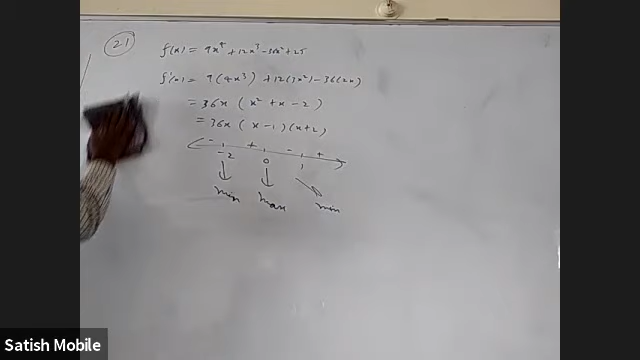 21
f(x) = 9x⁴ + 12x³ - 36x² + 25
f'(x) = 9(4x³) + 12(3x²) - 36(2x)
= 36x (x² + x - 2)
= 36x (x - 1)(x + 2)
- + - +
-2 0 1
min max min
Satish Mobile